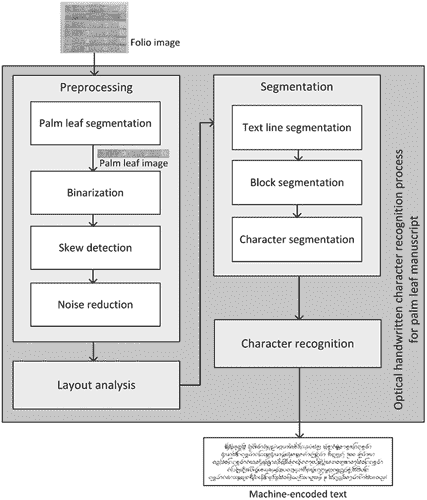 Folio image
Preprocessing
Palm leaf segmentation
Palm leaf image
Binarization
Skew detection
Noise reduction
Layout analysis
Segmentation
Text line segmentation
Block segmentation
Character segmentation
Character recognition
Optical handwritten character recognition process
for palm leaf manuscript
Machine-encoded text